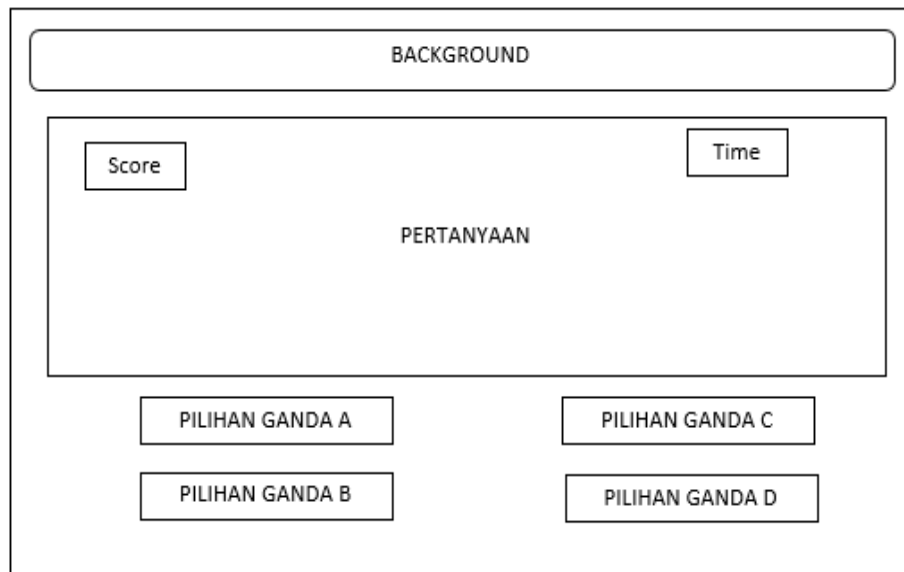 BACKGROUND
Score
Time
PERTANYAAN
PILIHAN GANDA A
PILIHAN GANDA C
PILIHAN GANDA B
PILIHAN GANDA D